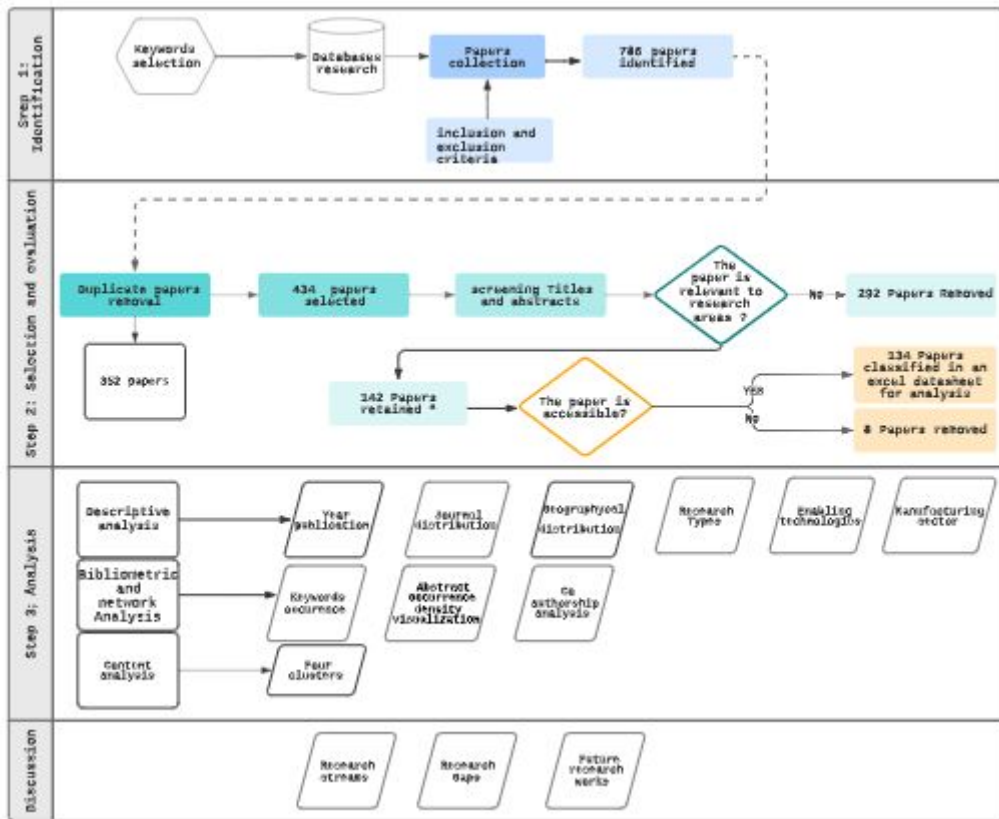 Srep 1:
Identification
Keywords
selection
Databases
research
Papers
collection
786 papers
identified
inclusion and
exclusion
criteria
Step 2: Selection and evaluation
Duplicate papers
removal
434 papers
selected
screening Titles
and abstracts
The
paper is
relevant to
research
areas ?
No
292 Papers Removed
352 papers
142 Papers
retained *
The paper is
accessible?
Yes
No
134 Papers
classified in an
excel datasheet
for analysis
8 Papers removed
Step 3: Analysis
Descriptive
analysis
Year
publication
Journal
distribution
Geographycal
distribution
Research
Types
Enabling
technologies
Manufacturing
sector
Bibliometric
and
network
Analysis
Keywords
occurence
Abstract
occurrence
density
visualization
Co
authorship
analysis
Content
analysis
Four
clusters
Discussion
Research
streams
Research
Gaps
Future
research
works